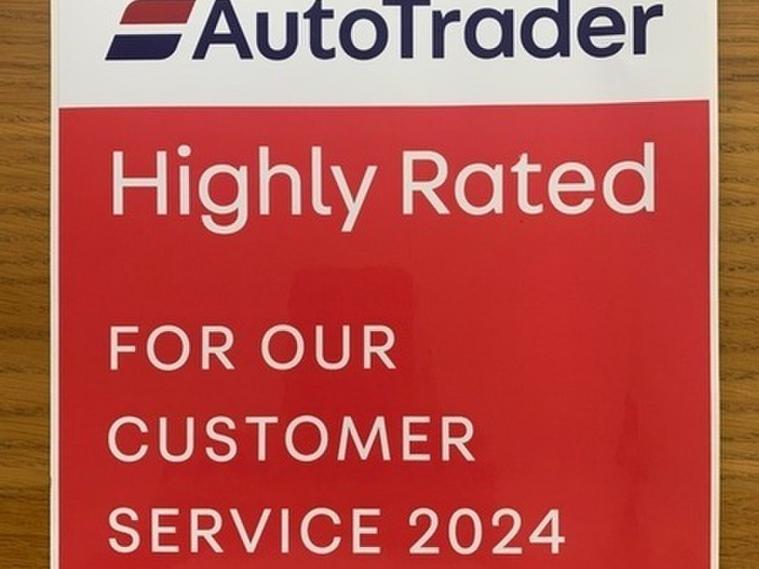 AutoTrader
Highly Rated
FOR OUR
CUSTOMER
SERVICE 2024